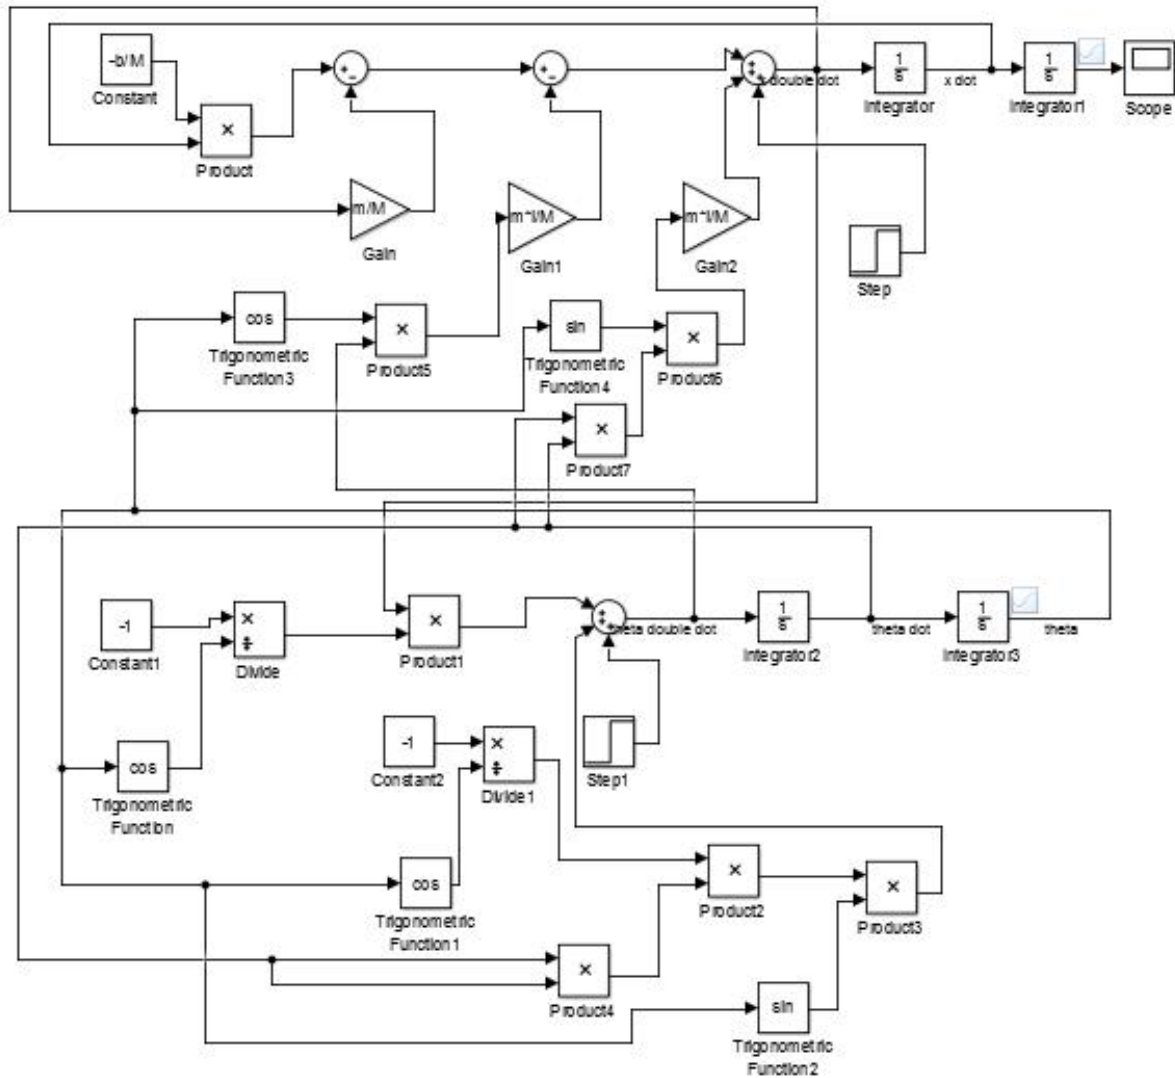 -b/M
Constant
×
Product
+
-
+
-
+
+
+
+
x double dot
1
s
Integrator
x dot
1
s
Integrator1
Scope
m/M
Gain
m*l/M
Gain1
m*l/M
Gain2
Step
cos
Trigonometric
Function3
×
Product5
sin
Trigonometric
Function4
×
Product6
×
Product7
-1
Constant1
×
÷
Divide
×
Product1
+
+
+
theta double dot
1
s
Integrator2
theta dot
1
s
Integrator3
theta
cos
Trigonometric
Function
-1
Constant2
×
÷
Divide1
Step1
cos
Trigonometric
Function1
×
Product2
×
Product3
×
Product4
sin
Trigonometric
Function2